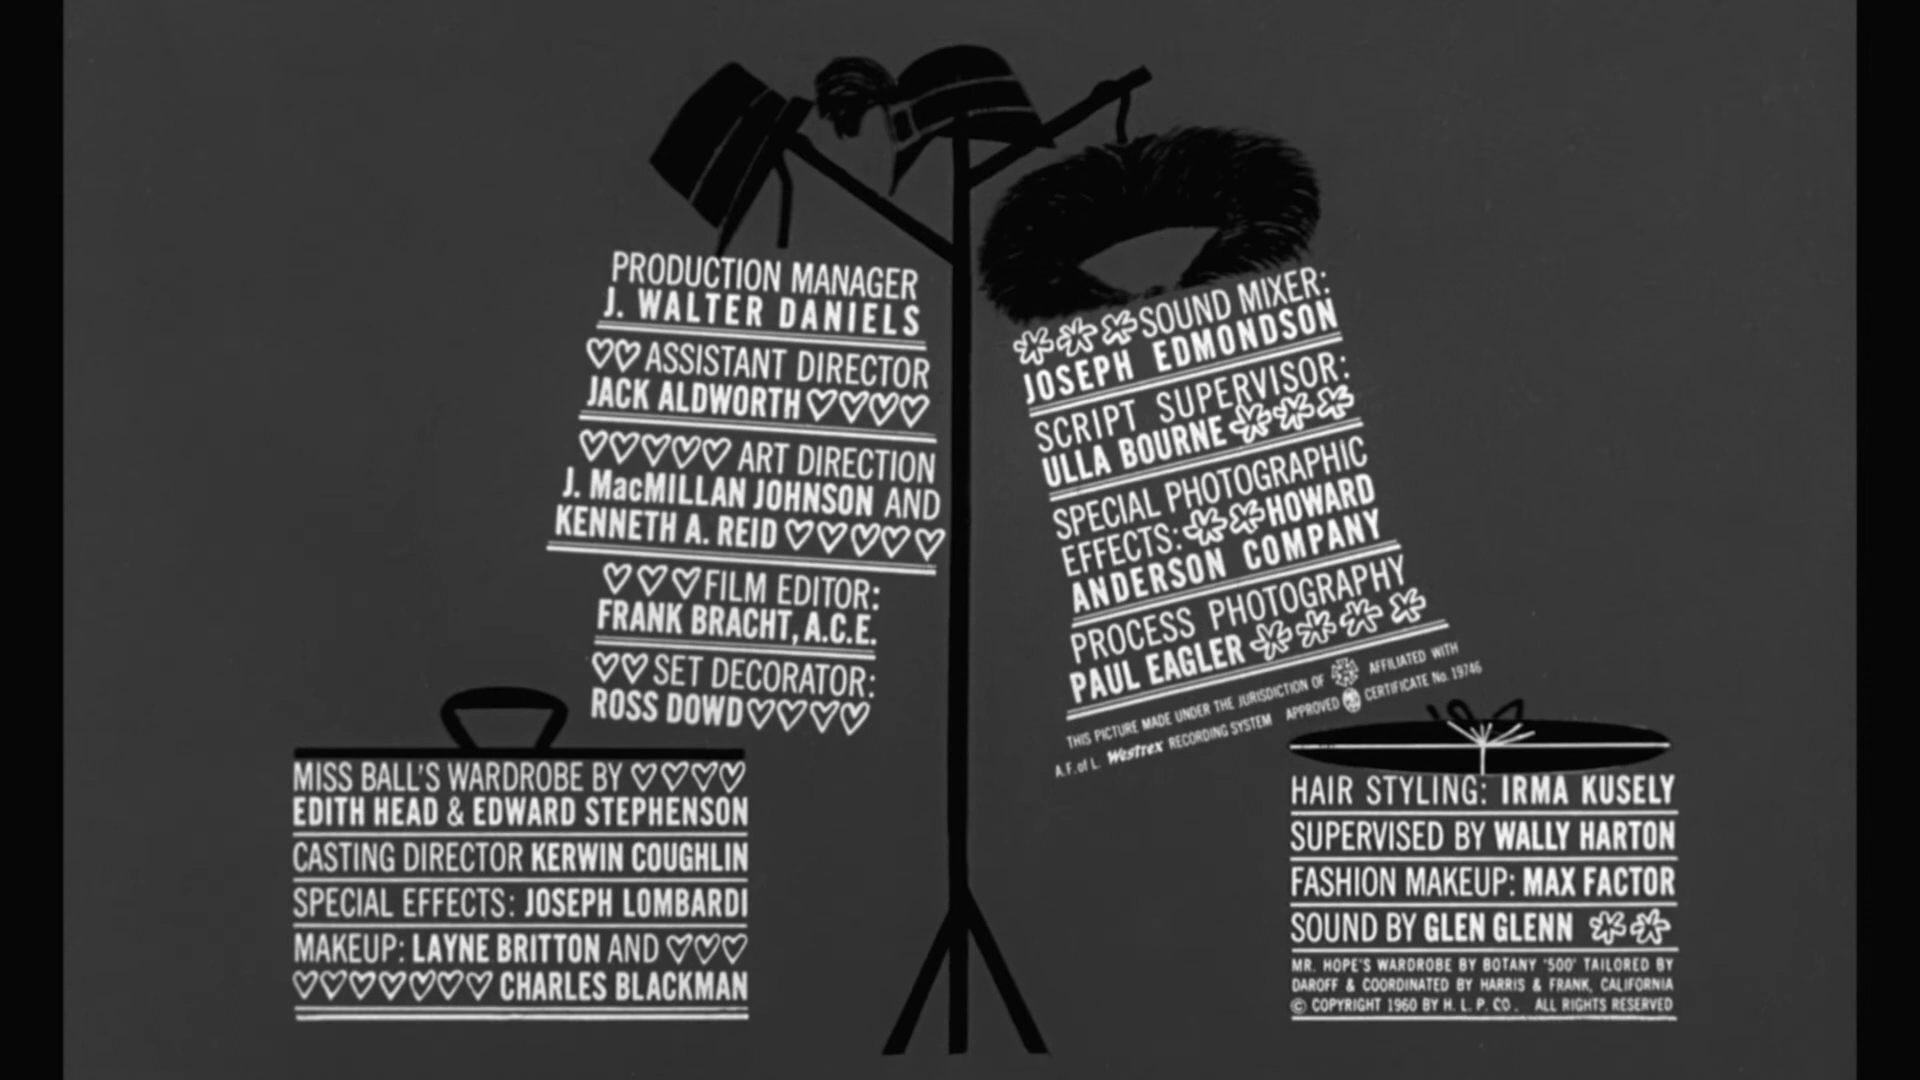 PRODUCTION MANAGER
J. WALTER DANIELS
ASSISTANT DIRECTOR
JACK ALDWORTH
ART DIRECTION
J. MacMILLAN JOHNSON AND
KENNETH A. REID
FILM EDITOR:
FRANK BRACHT, A.C.E.
SET DECORATOR:
ROSS DOWD
SOUND MIXER:
JOSEPH EDMONDSON
SCRIPT SUPERVISOR:
ULLA BOURNE
SPECIAL PHOTOGRAPHIC
EFFECTS: HOWARD
ANDERSON COMPANY
PROCESS PHOTOGRAPHY
PAUL EAGLER
THIS PICTURE MADE UNDER THE JURISDICTION OF AFFILIATED WITH
A.F. of L. Westrex RECORDING SYSTEM APPROVED CERTIFICATE No. 19746
MISS BALL'S WARDROBE BY
EDITH HEAD & EDWARD STEPHENSON
CASTING DIRECTOR KERWIN COUGHLIN
SPECIAL EFFECTS: JOSEPH LOMBARDI
MAKEUP: LAYNE BRITTON AND
CHARLES BLACKMAN
HAIR STYLING: IRMA KUSELY
SUPERVISED BY WALLY HARTON
FASHION MAKEUP: MAX FACTOR
SOUND BY GLEN GLENN
MR. HOPE'S WARDROBE BY BOTANY '500' TAILORED BY
DAROFF & COORDINATED BY HARRIS & FRANK, CALIFORNIA
© COPYRIGHT 1960 BY H. L. P. CO. ALL RIGHTS RESERVED